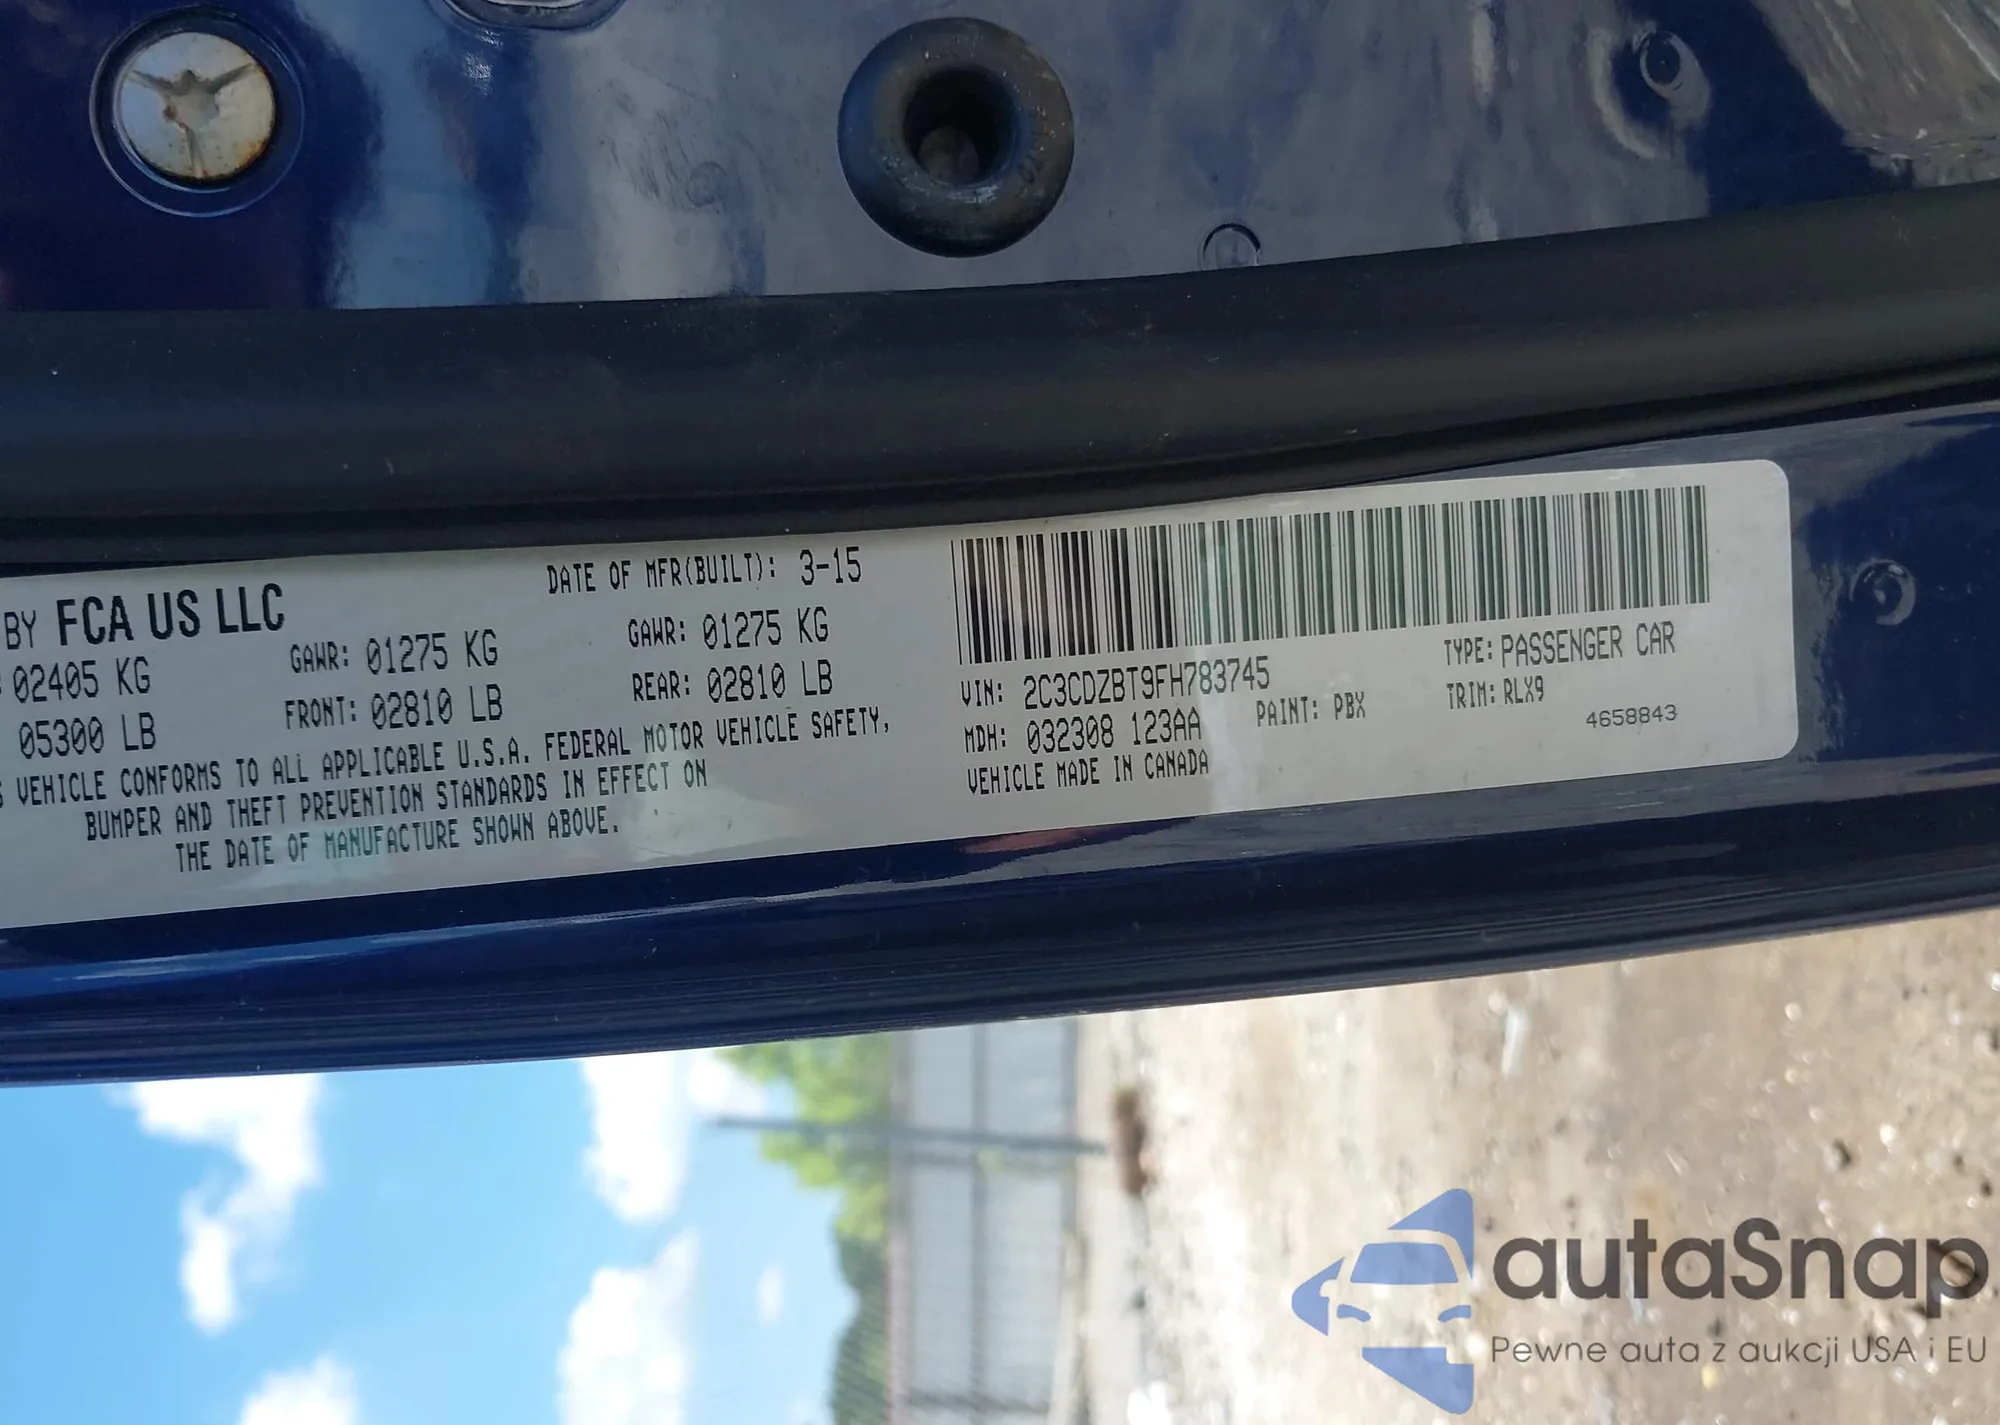 BY FCA US LLC
DATE OF MFR(BUILT): 3-15
02405 KG
GAWR: 01275 KG
GAWR: 01275 KG
05300 LB
FRONT: 02810 LB
REAR: 02810 LB
VEHICLE CONFORMS TO ALL APPLICABLE U.S.A. FEDERAL MOTOR VEHICLE SAFETY,
BUMPER AND THEFT PREVENTION STANDARDS IN EFFECT ON
THE DATE OF MANUFACTURE SHOWN ABOVE.
VIN: 2C3CDZBT9FH783745
TYPE: PASSENGER CAR
MDH: 032308 123AA
PAINT: PBX
TRIM: RLX9
4658843
VEHICLE MADE IN CANADA
autaSnap
Pewne auta z aukcji USA i EU